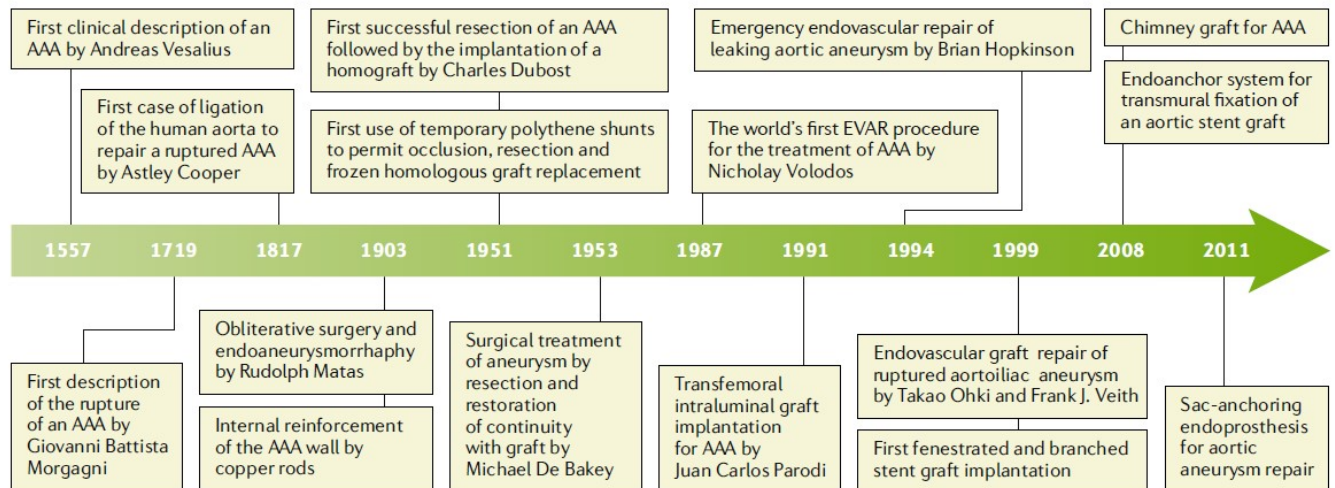 First clinical description of an
AAA by Andreas Vesalius
First case of ligation
of the human aorta to
repair a ruptured AAA
by Astley Cooper
First successful resection of an AAA
followed by the implantation of a
homograft by Charles Dubost
First use of temporary polythene shunts
to permit occlusion, resection and
frozen homologous graft replacement
Emergency endovascular repair of
leaking aortic aneurysm by Brian Hopkinson
The world's first EVAR procedure
for the treatment of AAA by
Nicholay Volodos
Chimney graft for AAA
Endoanchor system for
transmural fixation of
an aortic stent graft
1557 1719 1817 1903 1951 1953 1987 1991 1994 1999 2008 2011
First description
of the rupture
of an AAA by
Giovanni Battista
Morgagni
Obliterative surgery and
endoaneurysmorrhaphy
by Rudolph Matas
Internal reinforcement
of the AAA wall by
copper rods
Surgical treatment
of aneurysm by
resection and
restoration
of continuity
with graft by
Michael De Bakey
Transfemoral
intraluminal graft
implantation
for AAA by
Juan Carlos Parodi
Endovascular graft repair of
ruptured aortoiliac aneurysm
by Takao Ohki and Frank J. Veith
First fenestrated and branched
stent graft implantation
Sac-anchoring
endoprosthesis
for aortic
aneurysm repair